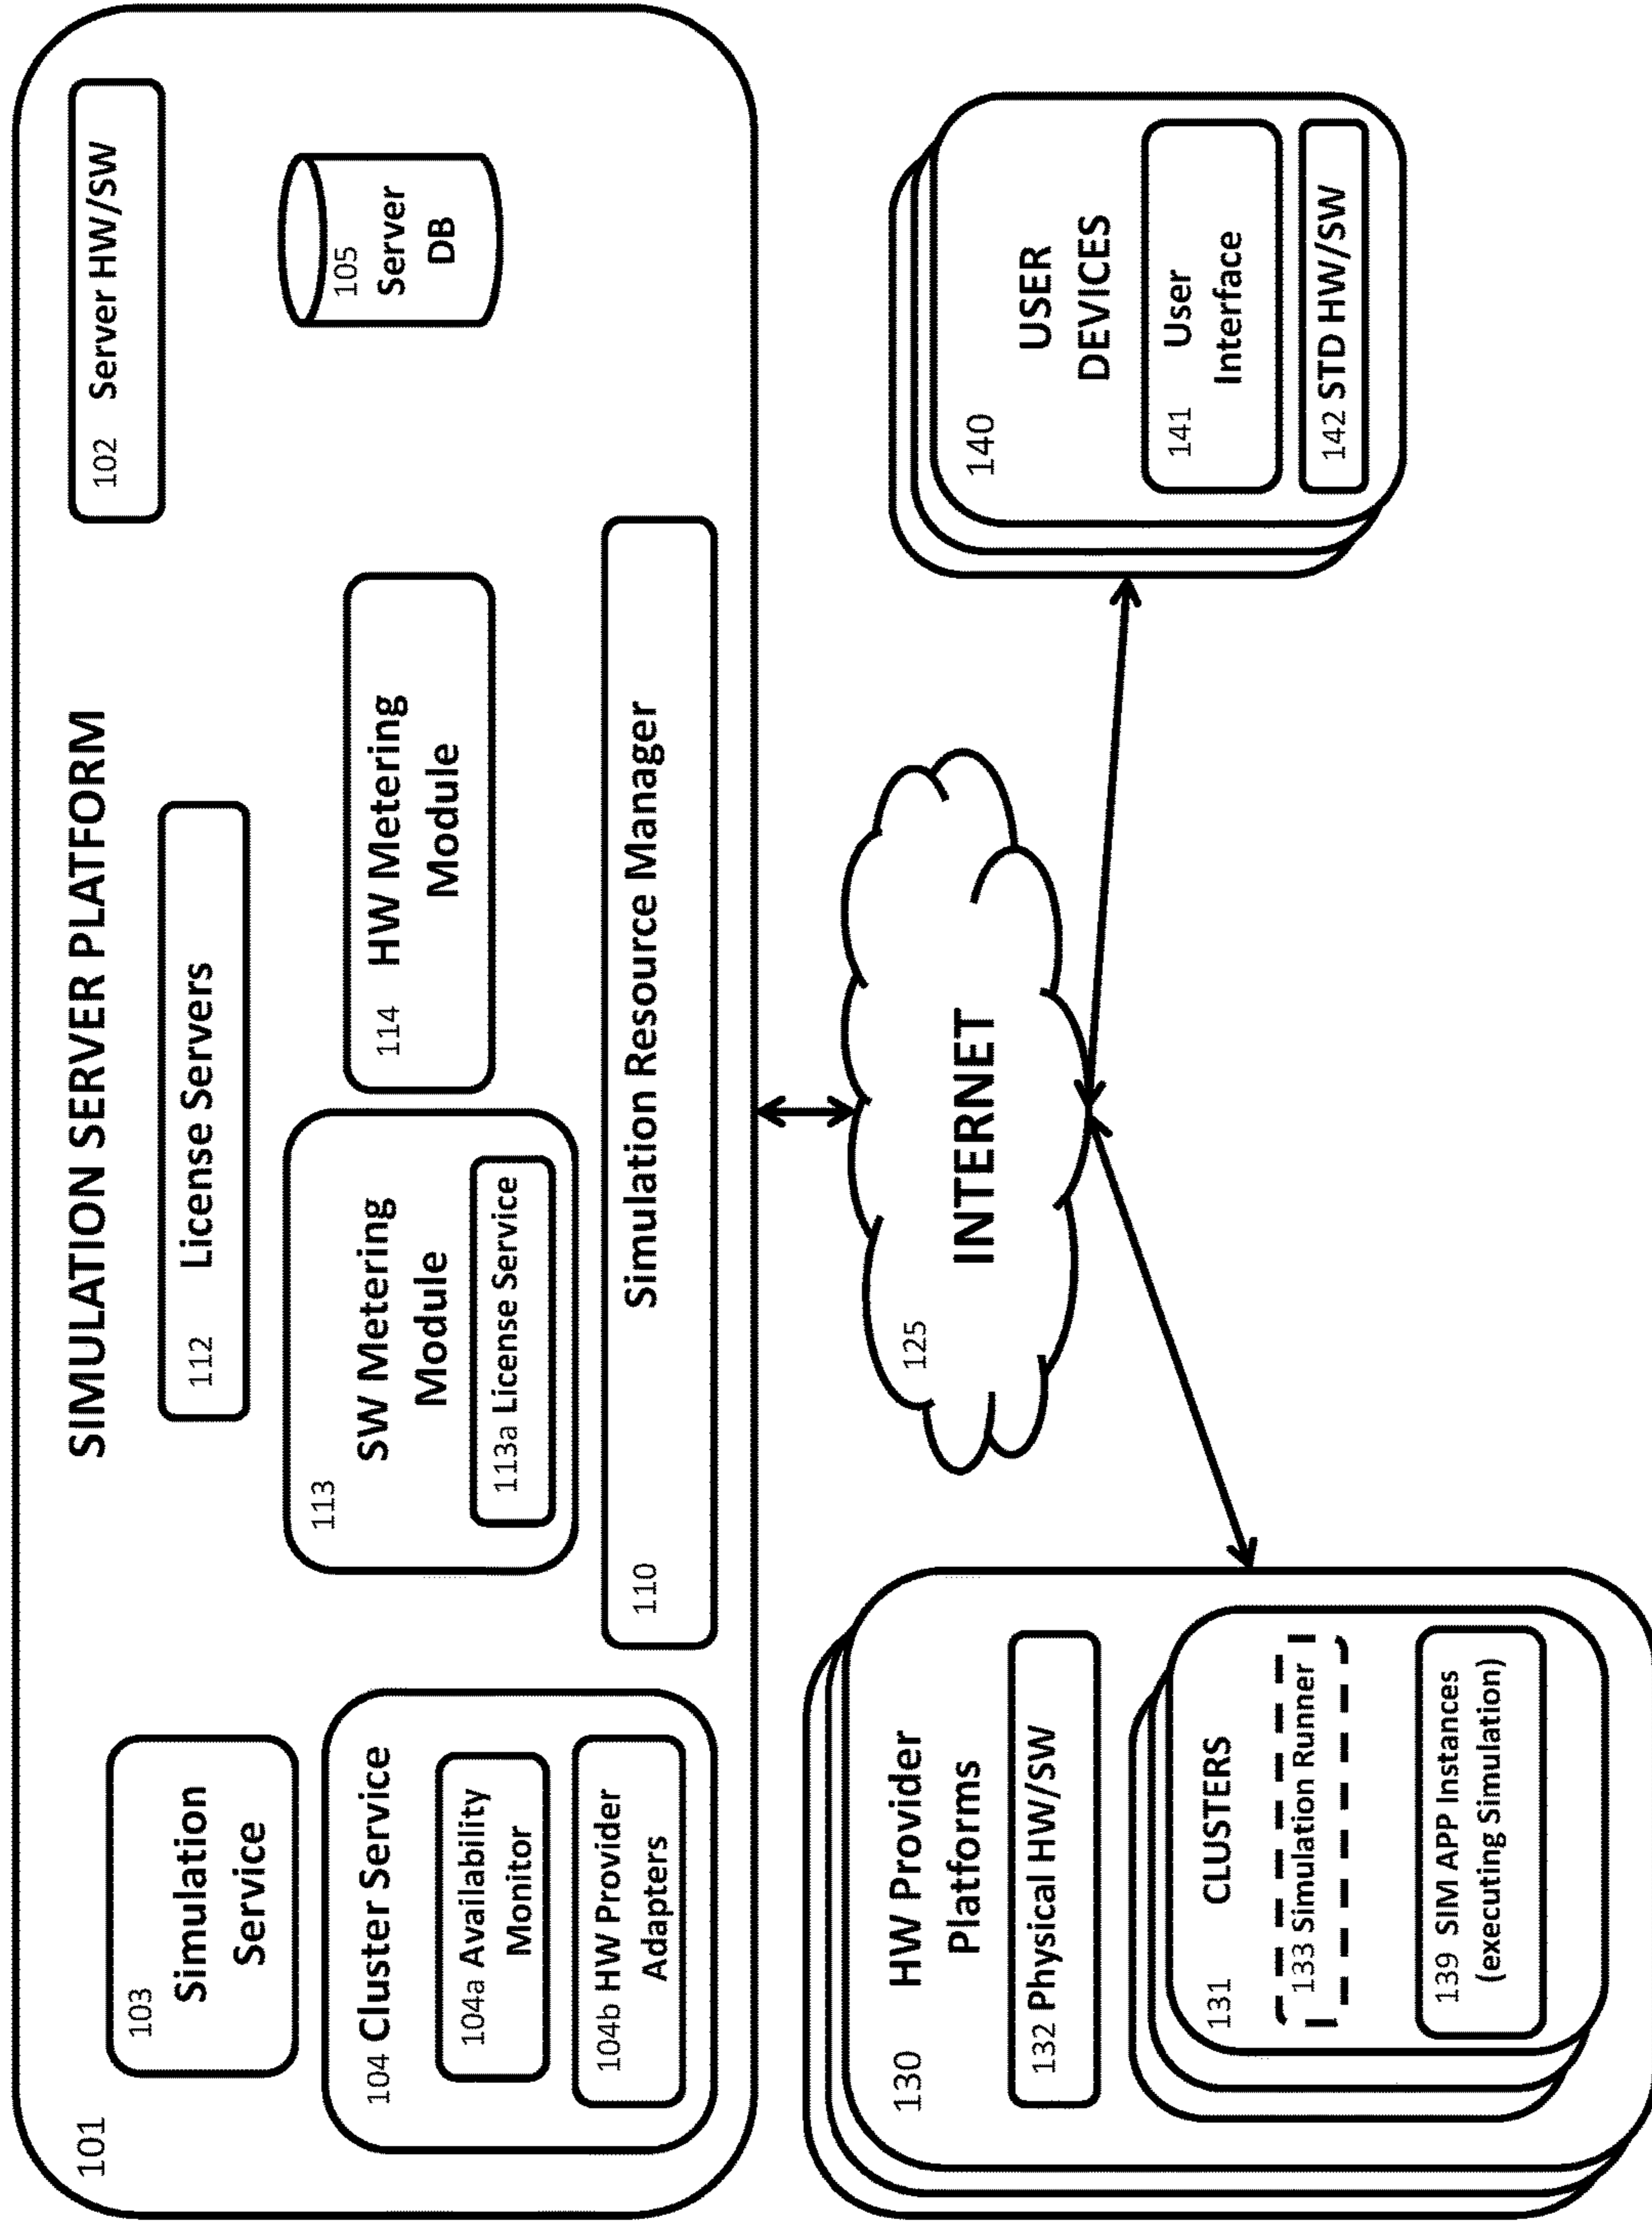 SIMULATION SERVER PLATFORM
101
103
Simulation
Service
104 Cluster Service
104a Availability
Monitor
104b HW Provider
Adapters
112 License Servers
113
SW Metering
Module
113a License Service
114 HW Metering
Module
110 Simulation Resource Manager
102 Server HW/SW
105
Server
DB
125
INTERNET
130 HW Provider
Platforms
132 Physical HW/SW
131 CLUSTERS
133 Simulation Runner
139 SIM APP Instances
(executing Simulation)
140
USER
DEVICES
141 User
Interface
142 STD HW/SW